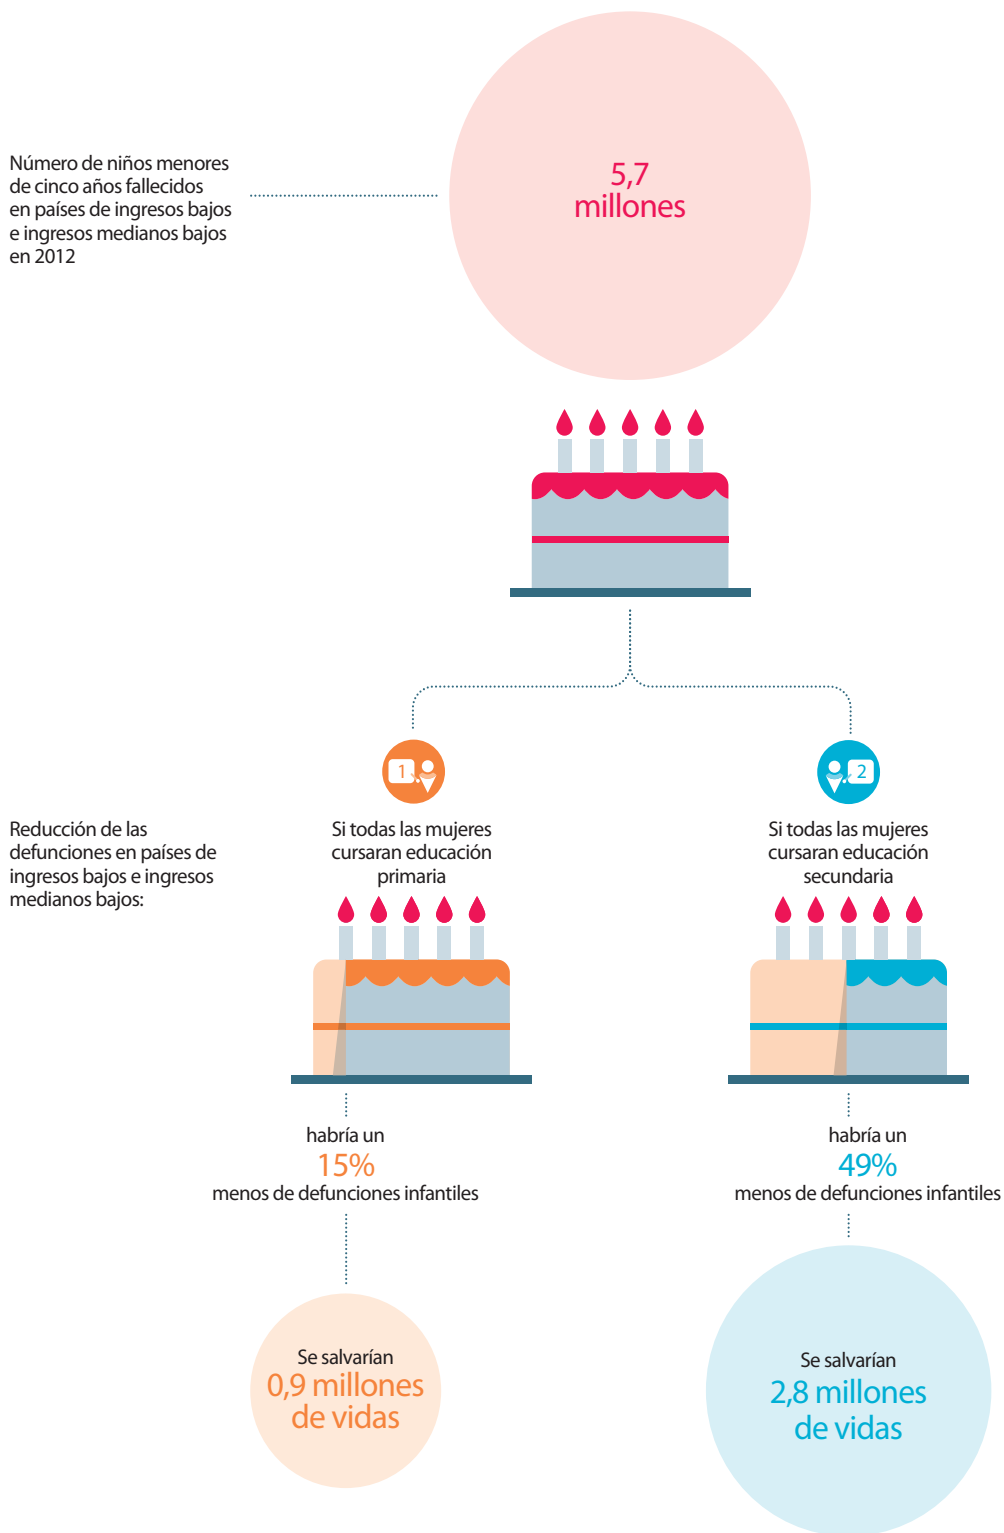 Número de niños menores
de cinco años fallecidos
en países de ingresos bajos
e ingresos medianos bajos
en 2012
5,7
millones
1
2
Reducción de las
defunciones en países de
ingresos bajos e ingresos
medianos bajos:
Si todas las mujeres
cursaran educación
primaria
Si todas las mujeres
cursaran educación
secundaria
habría un
15%
menos de defunciones infantiles
habría un
49%
menos de defunciones infantiles
Se salvarían
0,9 millones
de vidas
Se salvarían
2,8 millones
de vidas